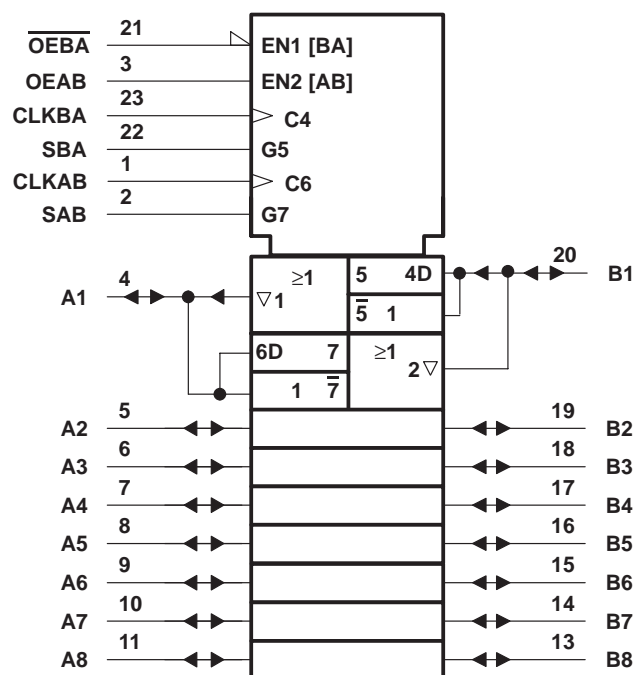 21
O̅E̅B̅A̅ EN1 [BA]
3
OEAB EN2 [AB]
23
CLKBA C4
22
SBA G5
1
CLKAB C6
2
SAB G7
4 ≥1 5 4D 20
A1 ▽1 B1
5̅ 1
6D 7 ≥1
2▽
1 7̅
5 19
A2 B2
6 18
A3 B3
7 17
A4 B4
8 16
A5 B5
9 15
A6 B6
10 14
A7 B7
11 13
A8 B8